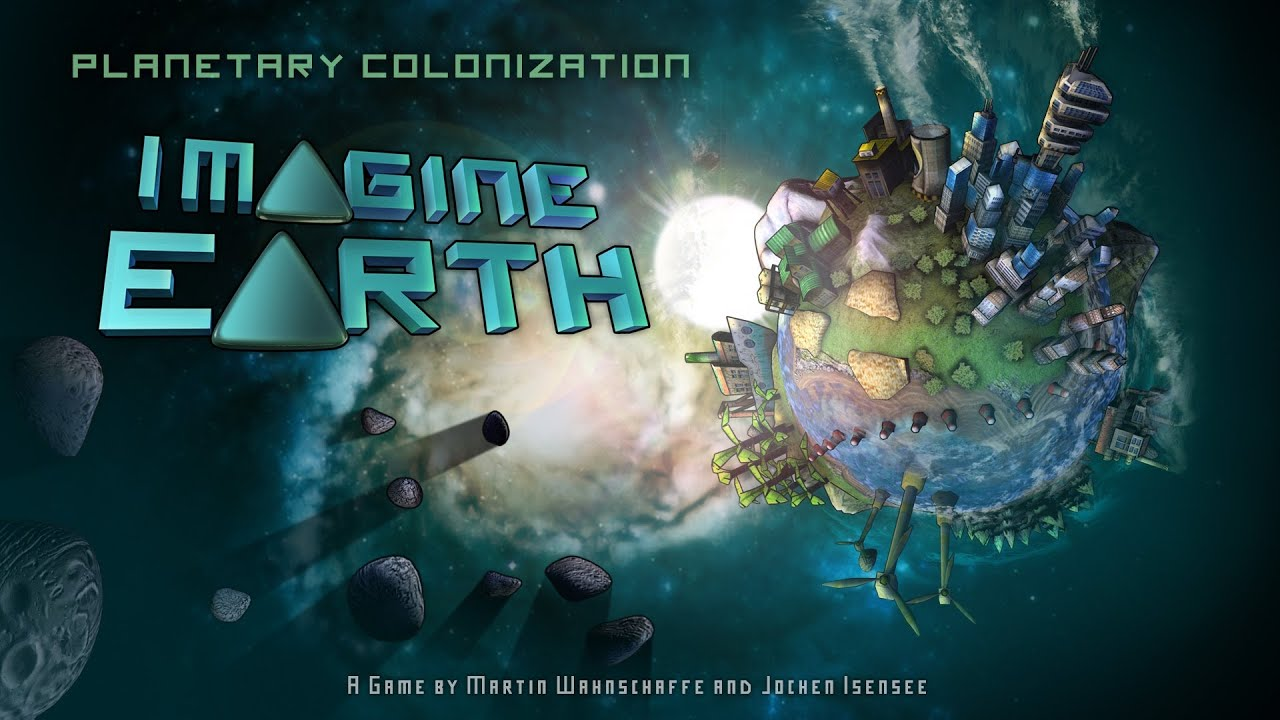 PLANETARY COLONIZATION
IMAGINE
EARTH
A GAME BY MARTIN WAHNSCHAFFE AND JOCHEN ISENSEE